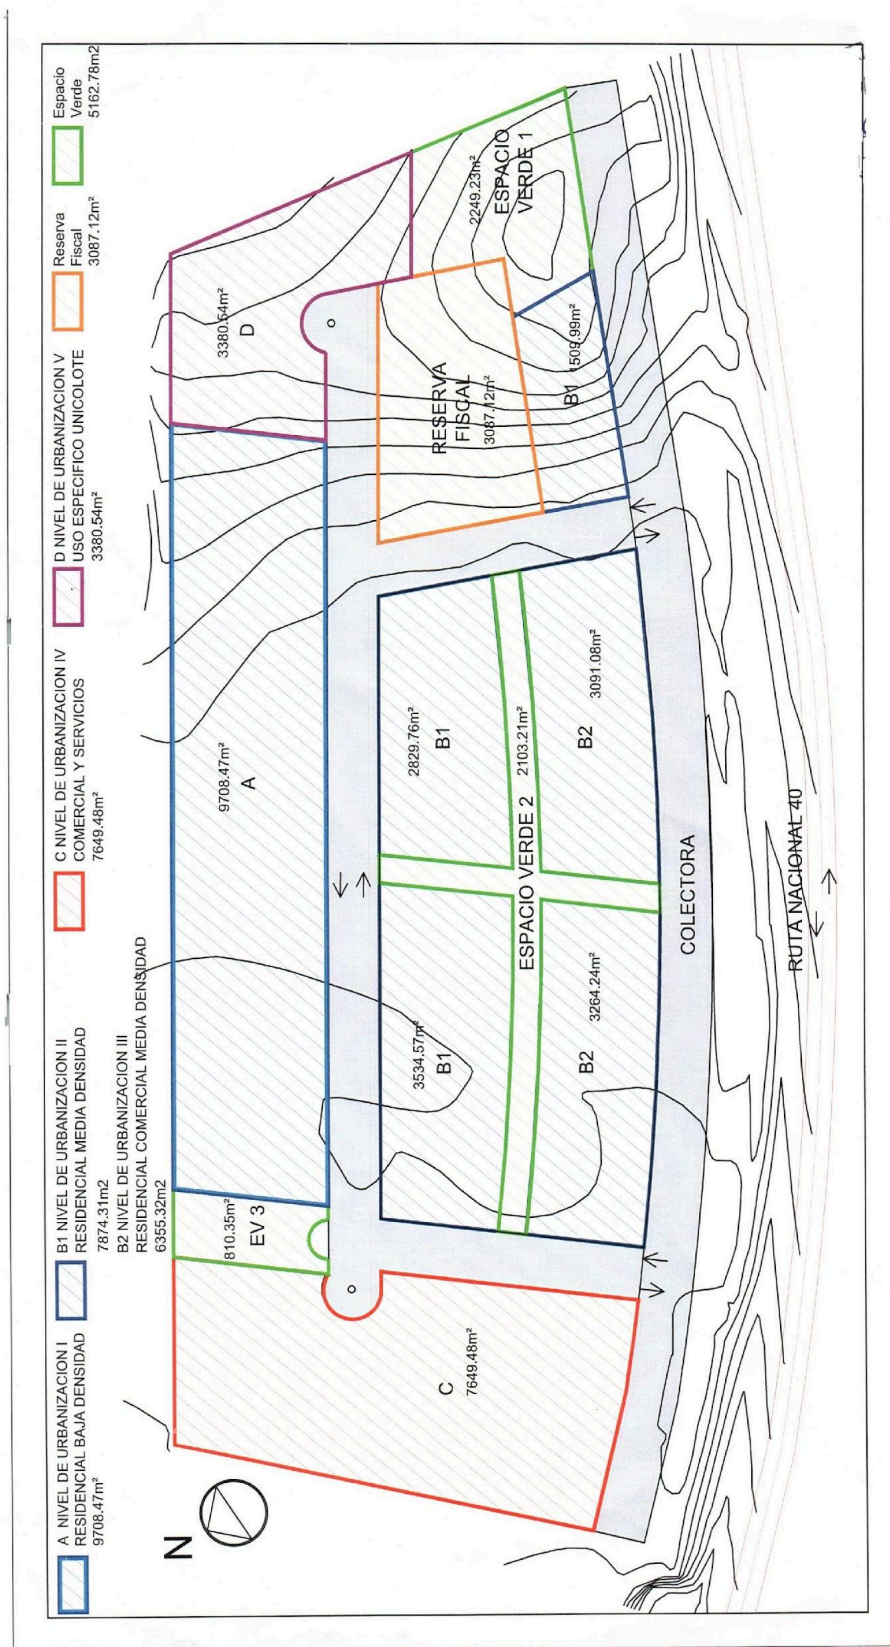 A NIVEL DE URBANIZACION I
RESIDENCIAL BAJA DENSIDAD
9708.47m²
B1 NIVEL DE URBANIZACION II
RESIDENCIAL MEDIA DENSIDAD
7874.31m2
B2 NIVEL DE URBANIZACION III
RESIDENCIAL COMERCIAL MEDIA DENSIDAD
6355.32m2
C NIVEL DE URBANIZACION IV
COMERCIAL Y SERVICIOS
7649.48m²
D NIVEL DE URBANIZACION V
USO ESPECIFICO UNICOLOTE
3380.54m²
Reserva
Fiscal
3087.12m²
Espacio
Verde
5162.78m2
N
810.35m²
EV 3
9708.47m²
A
3380.54m²
D
C
7649.48m²
3534.57m²
B1
2829.76m²
B1
RESERVA
FISCAL
3087.12m²
2249.23m²
ESPACIO
VERDE 1
ESPACIO VERDE 2
2103.21m²
B1
1509.99m²
3264.24m²
B2
3091.08m²
B2
COLECTORA
RUTA NACIONAL 40